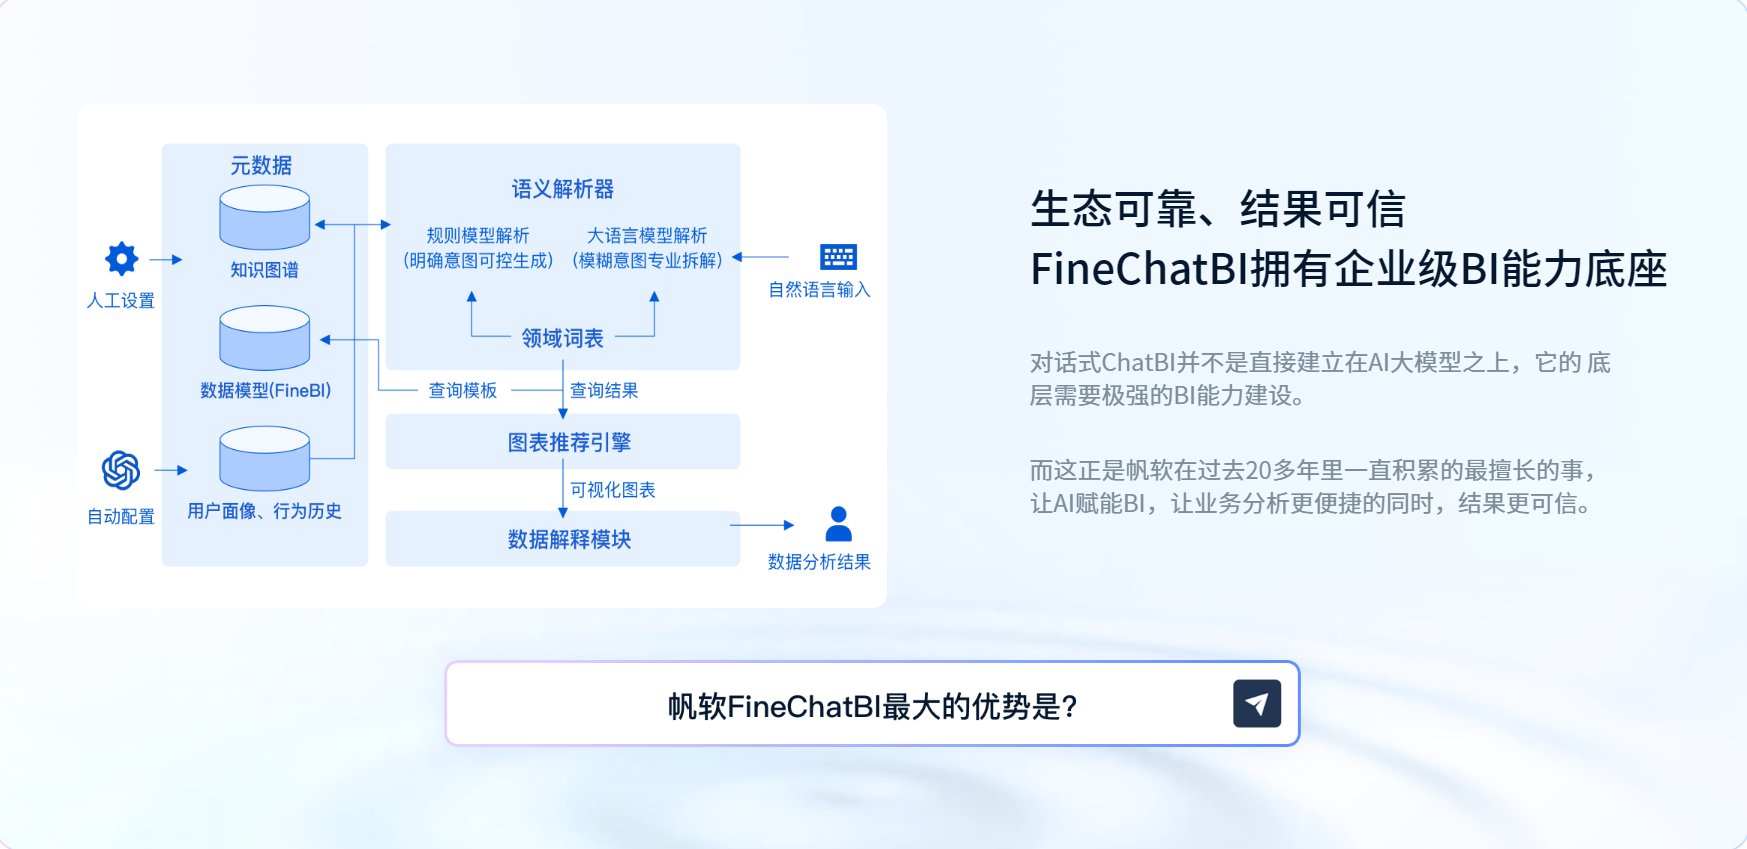 元数据
知识图谱
数据模型(FineBI)
用户画像、行为历史
人工设置
自动配置
语义解析器
规则模型解析
(明确意图可控生成)
大语言模型解析
(模糊意图专业拆解)
领域词表
自然语言输入
查询模板
查询结果
图表推荐引擎
可视化图表
数据解释模块
数据分析结果
生态可靠、结果可信
FineChatBI拥有企业级BI能力底座
对话式ChatBI并不是直接建立在AI大模型之上，它的 底
层需要极强的BI能力建设。
而这正是帆软在过去20多年里一直积累的最擅长的事，
让AI赋能BI，让业务分析更便捷的同时，结果更可信。
帆软FineChatBI最大的优势是?